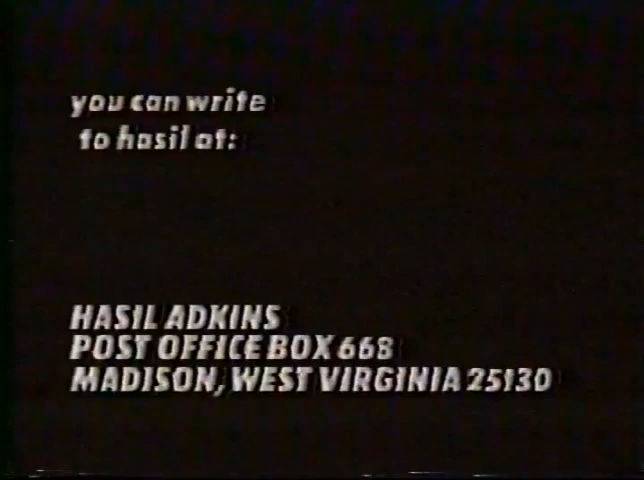 you can write
to hasil at:
HASIL ADKINS
POST OFFICE BOX 668
MADISON, WEST VIRGINIA 25130